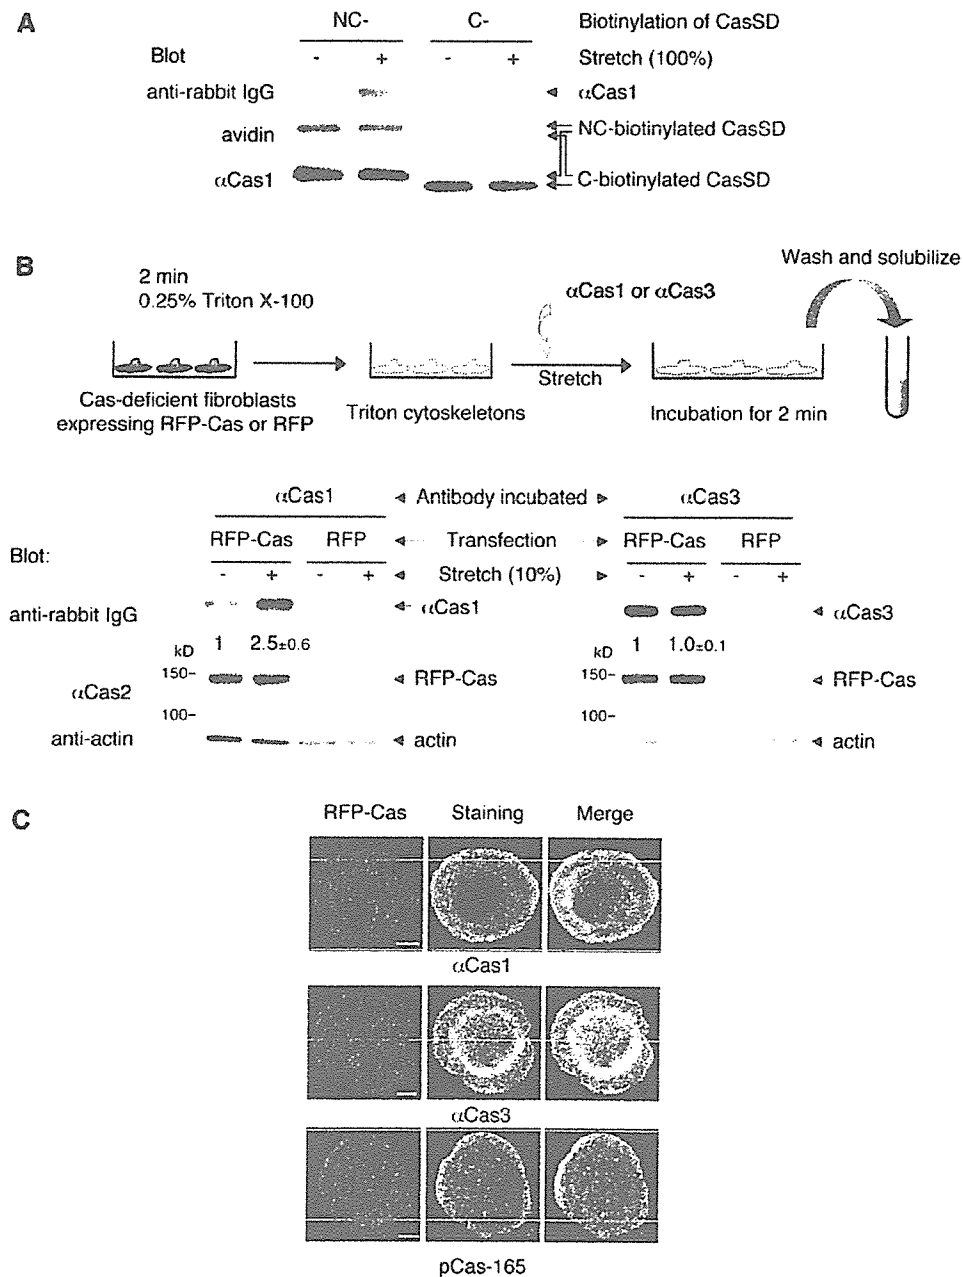 A
NC- C- Biotinylation of CasSD
Blot - + - + Stretch (100%)
anti-rabbit IgG αCas1
avidin NC-biotinylated CasSD
αCas1 C-biotinylated CasSD
B
Wash and solubilize
2 min
0.25% Triton X-100
αCas1 or αCas3
Stretch
Cas-deficient fibroblasts
expressing RFP-Cas or RFP
Triton cytoskeletons
Incubation for 2 min
αCas1 Antibody incubated αCas3
RFP-Cas RFP Transfection RFP-Cas RFP
Blot:
- + - + Stretch (10%) - + - +
anti-rabbit IgG αCas1 αCas3
kD 1 2.5±0.6 kD 1 1.0±0.1
αCas2 150- RFP-Cas 150- RFP-Cas
100- 100-
anti-actin actin actin
C
RFP-Cas Staining Merge
αCas1
αCas3
pCas-165